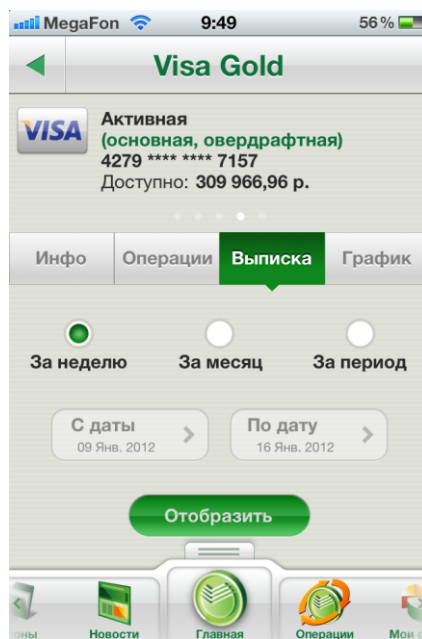 MegaFon 9:49 56 %
Visa Gold
VISA
Активная
(основная, овердрафтная)
4279 **** **** 7157
Доступно: 309 966,96 р.
Инфо Операции Выписка График
За неделю За месяц За период
С даты По дату
09 Янв. 2012 16 Янв. 2012
Отобразить
оны Новости Главная Операции Мои